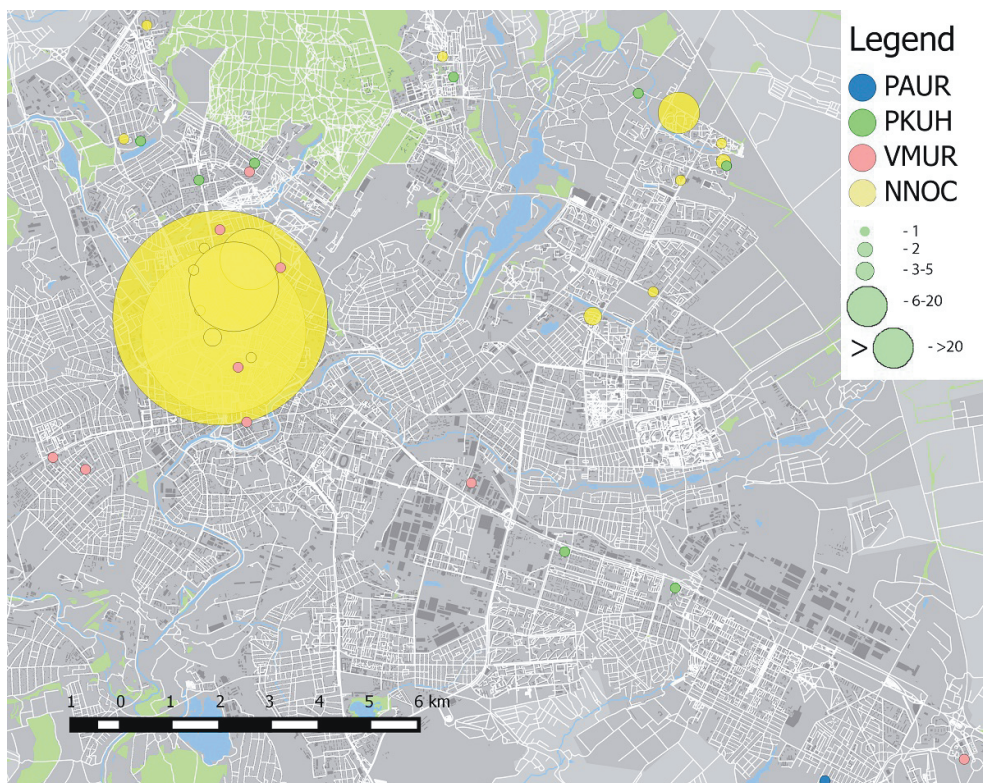 Legend
PAUR
PKUH
VMUR
NNOC
- 1
- 2
- 3-5
- 6-20
> - >20
1 0 1 2 3 4 5 6 km